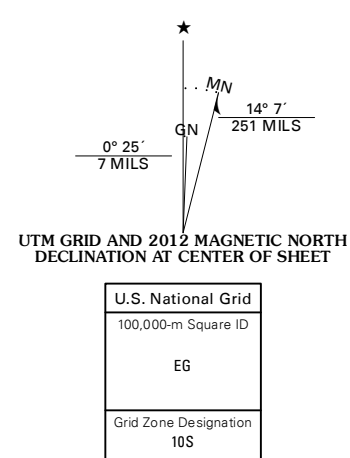 ★
MN
14° 7´
251 MILS
GN
0° 25´
7 MILS
UTM GRID AND 2012 MAGNETIC NORTH
DECLINATION AT CENTER OF SHEET
U.S. National Grid
100,000-m Square ID
EG
Grid Zone Designation
10S